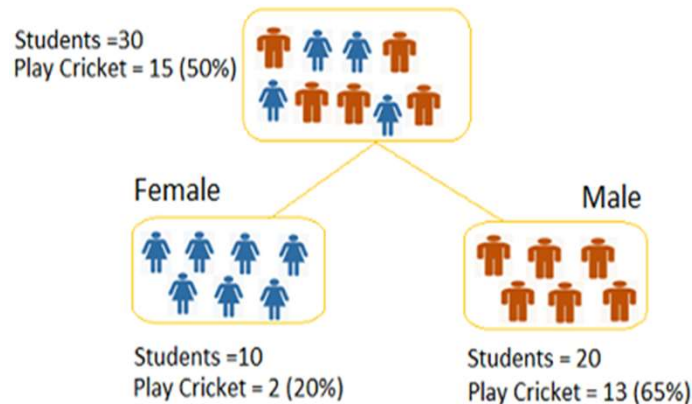 Students =30
Play Cricket = 15 (50%)
Female
Male
Students =10
Play Cricket = 2 (20%)
Students = 20
Play Cricket = 13 (65%)